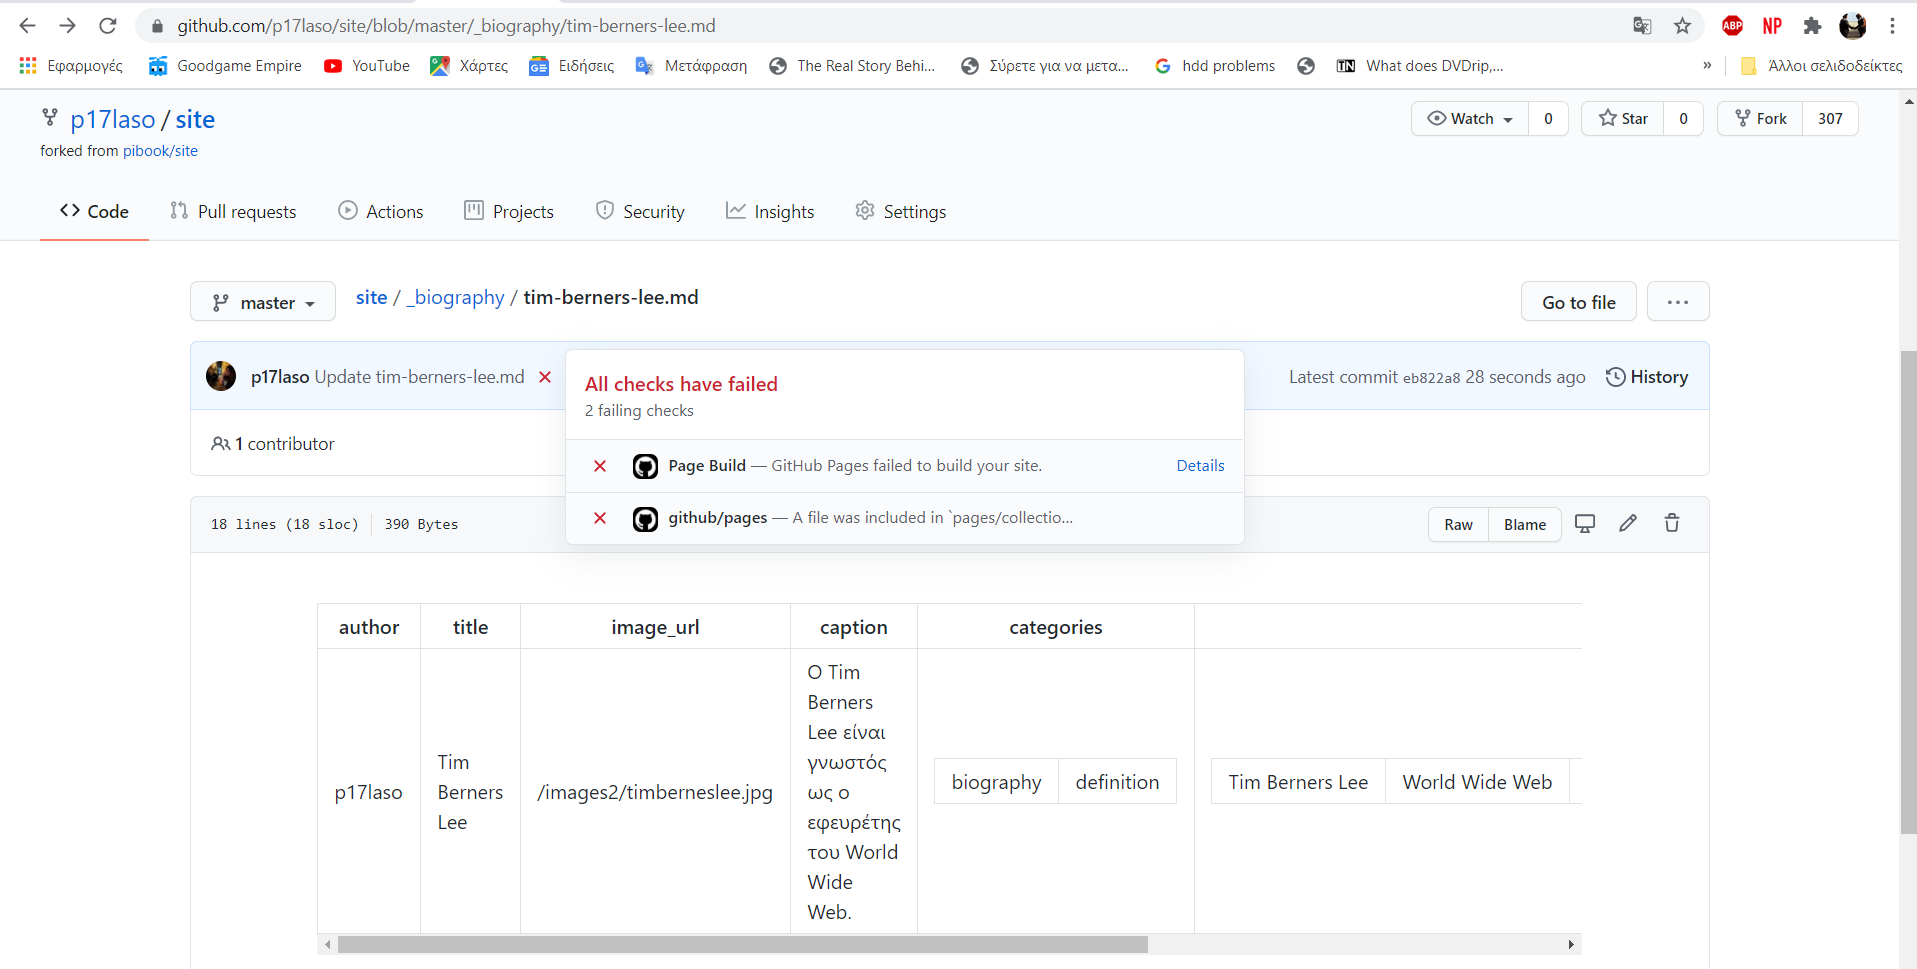 github.com/p17laso/site/blob/master/_biography/tim-berners-lee.md
ABP
NP
Εφαρμογές
Goodgame Empire
YouTube
Χάρτες
GE
Ειδήσεις
Μετάφραση
The Real Story Behi...
Σύρετε για να μετα...
G
hdd problems
TN
What does DVDrip,...
»
Άλλοι σελιδοδείκτες
p17laso / site
Watch 0
Star 0
Fork 307
forked from pibook/site
Code
Pull requests
Actions
Projects
Security
Insights
Settings
master
site / _biography / tim-berners-lee.md
Go to file
...
p17laso Update tim-berners-lee.md
Latest commit eb822a8 28 seconds ago
History
All checks have failed
2 failing checks
1 contributor
Page Build — GitHub Pages failed to build your site.
Details
github/pages — A file was included in `pages/collectio...
18 lines (18 sloc)
390 Bytes
Raw
Blame
author
title
image_url
caption
categories
p17laso
Tim
Berners
Lee
/images2/timberneslee.jpg
Ο Tim
Berners
Lee είναι
γνωστός
ως ο
εφευρέτης
του World
Wide
Web.
biography
definition
Tim Berners Lee
World Wide Web